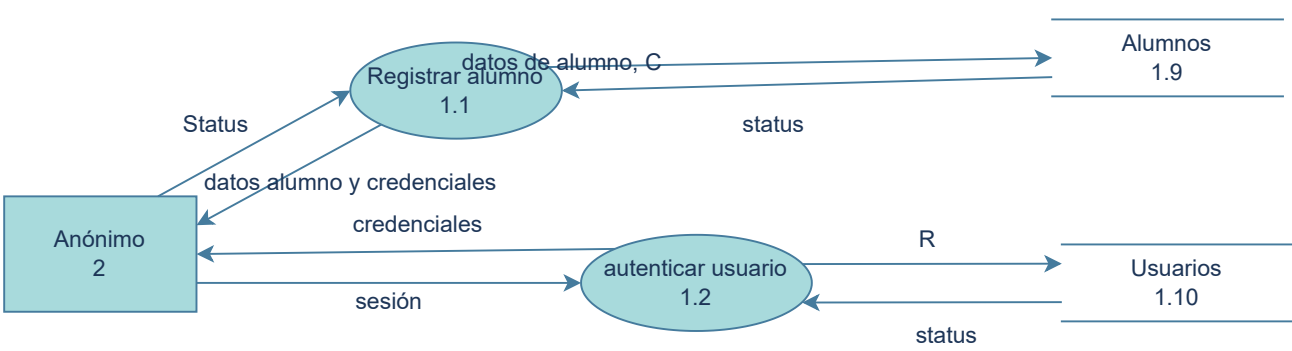 datos de alumno, C
Registrar alumno
1.1
Alumnos
1.9
Status
status
datos alumno y credenciales
credenciales
Anónimo
2
R
autenticar usuario
1.2
Usuarios
1.10
sesión
status